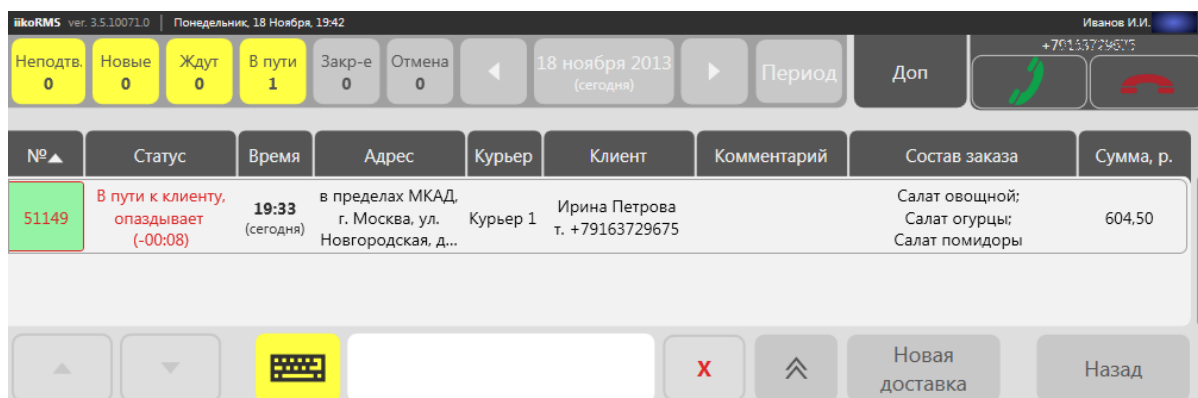 iikoRMS ver. 3.5.10071.0 | Понедельник, 18 Ноября, 19:42 Иванов И.И.
Неподтв. Новые Ждут В пути Закр-е Отмена 18 ноября 2013 Период Доп +79163729675
0 0 0 1 0 0 (сегодня)
№ Статус Время Адрес Курьер Клиент Комментарий Состав заказа Сумма, р.
В пути к клиенту, в пределах МКАД, Салат овощной;
51149 опаздывает 19:33 г. Москва, ул. Курьер 1 Ирина Петрова Салат огурцы; 604,50
(-00:08) (сегодня) Новгородская, д... т. +79163729675 Салат помидоры
X Новая Назад
доставка